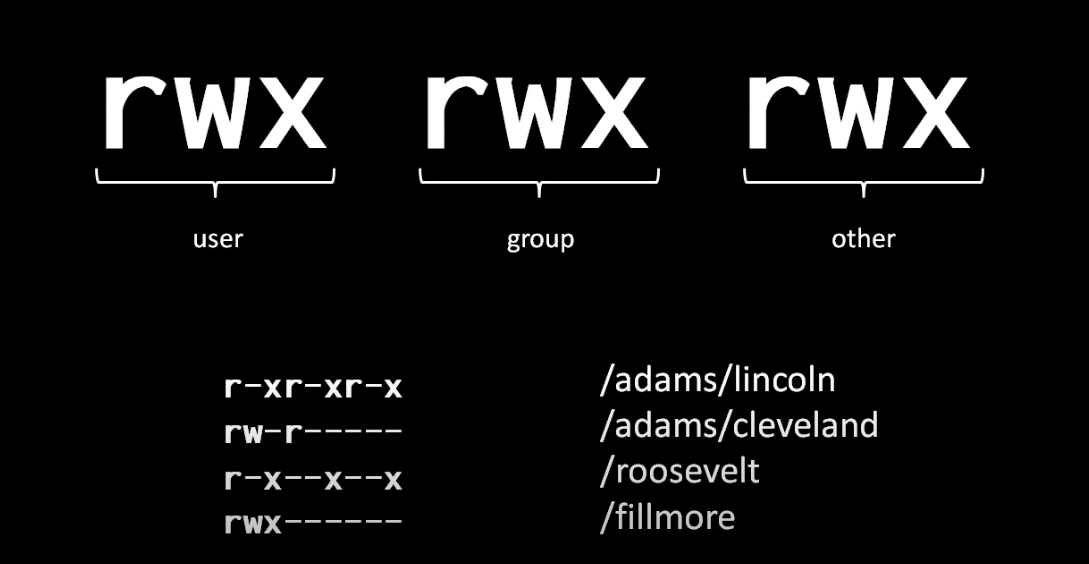 rwx rwx rwx
user group other
r-xr-xr-x /adams/lincoln
rw-r----- /adams/cleveland
r-x--x--x /roosevelt
rwx------ /fillmore